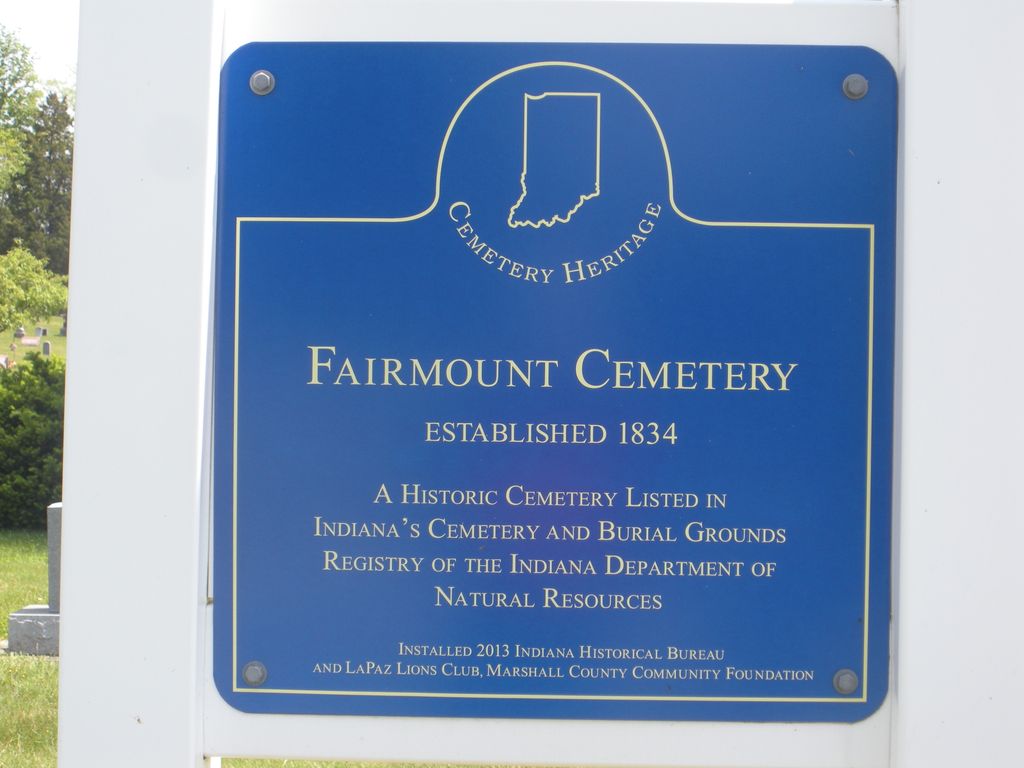 CEMETERY HERITAGE
FAIRMOUNT CEMETERY
ESTABLISHED 1834
A HISTORIC CEMETERY LISTED IN
INDIANA'S CEMETERY AND BURIAL GROUNDS
REGISTRY OF THE INDIANA DEPARTMENT OF
NATURAL RESOURCES
INSTALLED 2013 INDIANA HISTORICAL BUREAU
AND LAPAZ LIONS CLUB, MARSHALL COUNTY COMMUNITY FOUNDATION